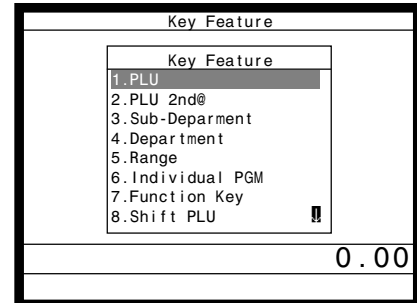 Key Feature
Key Feature
1.PLU
2.PLU 2nd@
3.Sub-Deparment
4.Department
5.Range
6.Individual PGM
7.Function Key
8.Shift PLU
0.00